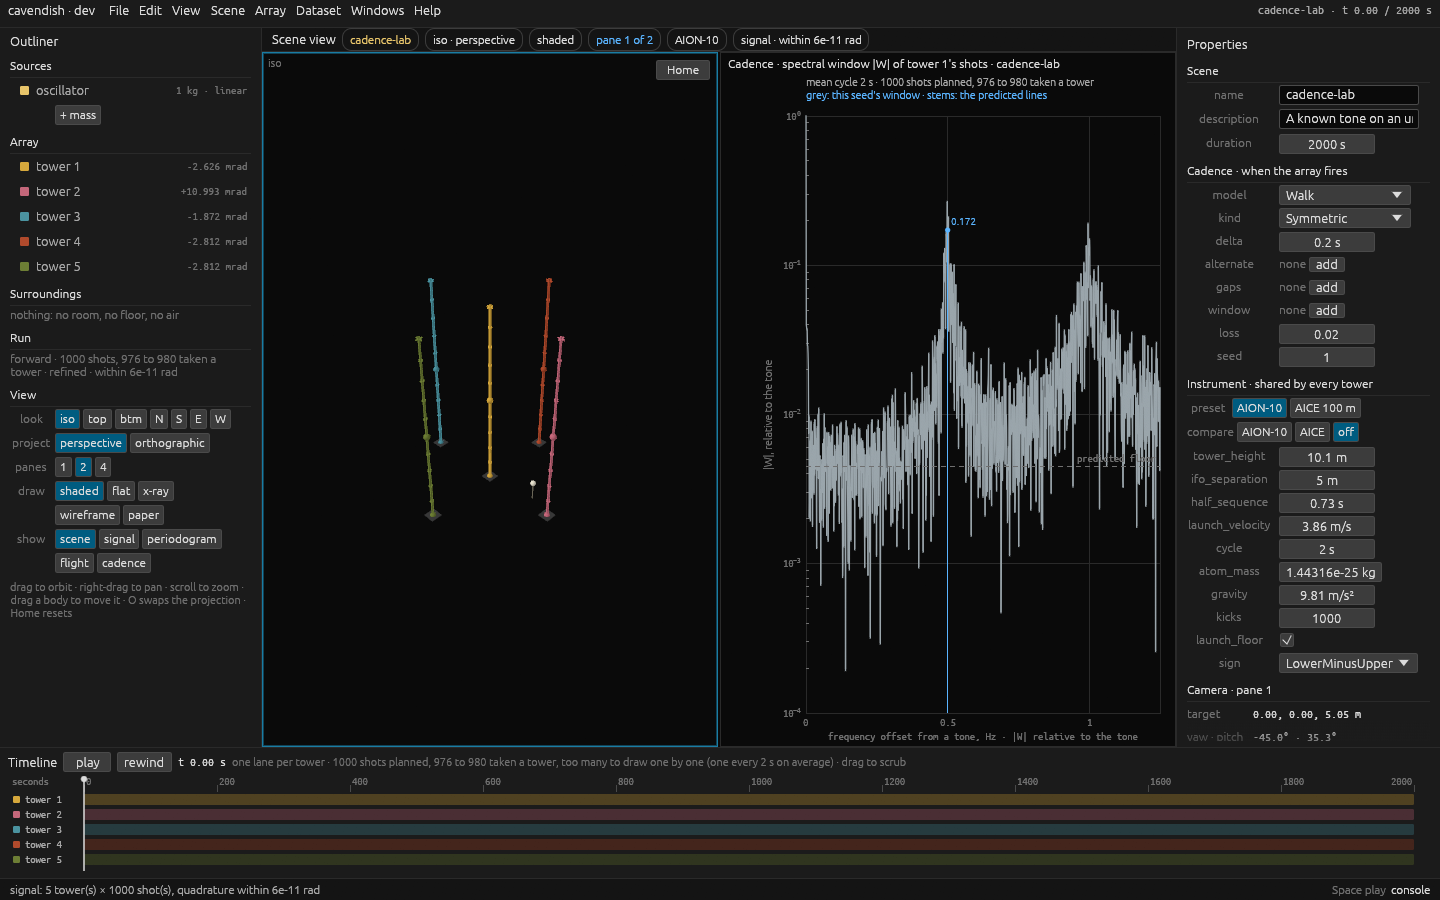 cavendish · dev File Edit View Scene Array Dataset Windows Help cadence-lab · t 0.00 / 2000 s
Outliner
Sources
oscillator 1 kg · linear
+ mass
Array
tower 1 -2.626 mrad
tower 2 +10.993 mrad
tower 3 -1.872 mrad
tower 4 -2.812 mrad
tower 5 -2.812 mrad
Surroundings
nothing: no room, no floor, no air
Run
forward · 1000 shots, 976 to 980 taken a
tower · refined · within 6e-11 rad
View
look iso top btm N S E W
project perspective orthographic
panes 1 2 4
draw shaded flat x-ray
wireframe paper
show scene signal periodogram
flight cadence
drag to orbit · right-drag to pan · scroll to zoom ·
drag a body to move it · O swaps the projection ·
Home resets
Scene view cadence-lab iso · perspective shaded pane 1 of 2 AION-10 signal · within 6e-11 rad
iso
Home
Cadence · spectral window |W| of tower 1's shots · cadence-lab
mean cycle 2 s · 1000 shots planned, 976 to 980 taken a tower
grey: this seed's window · stems: the predicted lines
10⁰
10⁻¹
10⁻²
10⁻³
10⁻⁴
|W|, relative to the tone
0.172
0 0.5 1
frequency offset from a tone, Hz · |W| relative to the tone
Properties
Scene
name cadence-lab
description
duration 2000 s
Cadence · when the array fires
model Walk
kind Symmetric
delta 0.2 s
alternate none add
gaps none add
window none add
loss 0.02
seed 1
Instrument · shared by every tower
preset AION-10 AICE 100 m
compare AION-10 AICE off
tower_height 10.1 m
ifo_separation 5 m
half_sequence 0.73 s
launch_velocity 3.86 m/s
cycle 2 s
atom_mass 1.44316e-25 kg
gravity 9.81 m/s²
kicks 1000
launch_floor
sign LowerMinusUpper
Camera · pane 1
target 0.00, 0.00, 5.05 m
yaw · pitch -45.0° · 35.3°
Timeline play rewind t 0.00 s one lane per tower · 1000 shots planned, 976 to 980 taken a tower, too many to draw one by one (one every 2 s on average) · drag to scrub
seconds 0 200 400 600 800 1000 1200 1400 1600 1800 2000
tower 1
tower 2
tower 3
tower 4
tower 5
signal: 5 tower(s) × 1000 shot(s), quadrature within 6e-11 rad Space play console